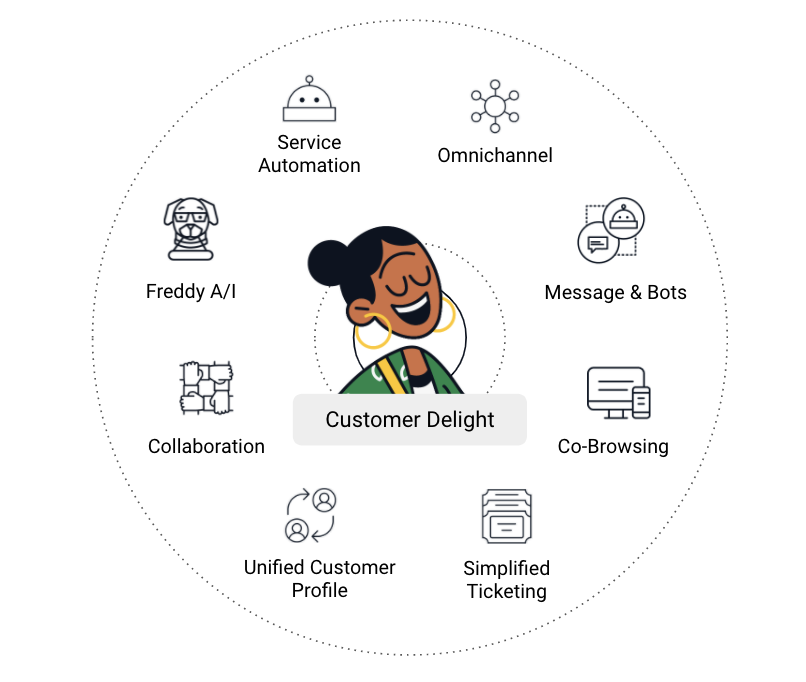 Service
Automation
Omnichannel
Freddy A/I
Message & Bots
Customer Delight
Collaboration
Co-Browsing
Unified Customer
Profile
Simplified
Ticketing